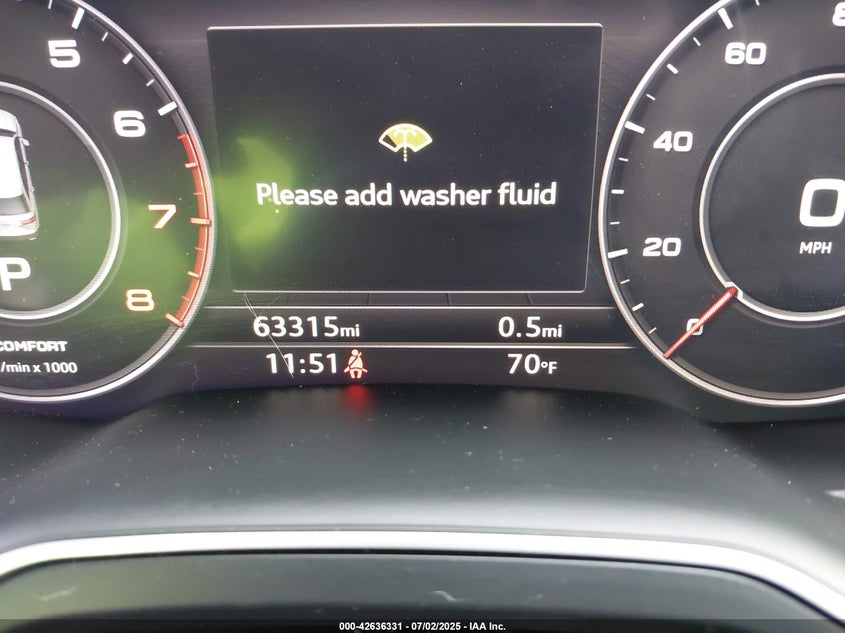 5
6
7
8
P
COMFORT
/min x 1000
Please add washer fluid
63315mi
0.5mi
11:51
70°F
60
40
20
0
0
MPH
000-42636331 - 07/02/2025 - IAA Inc.